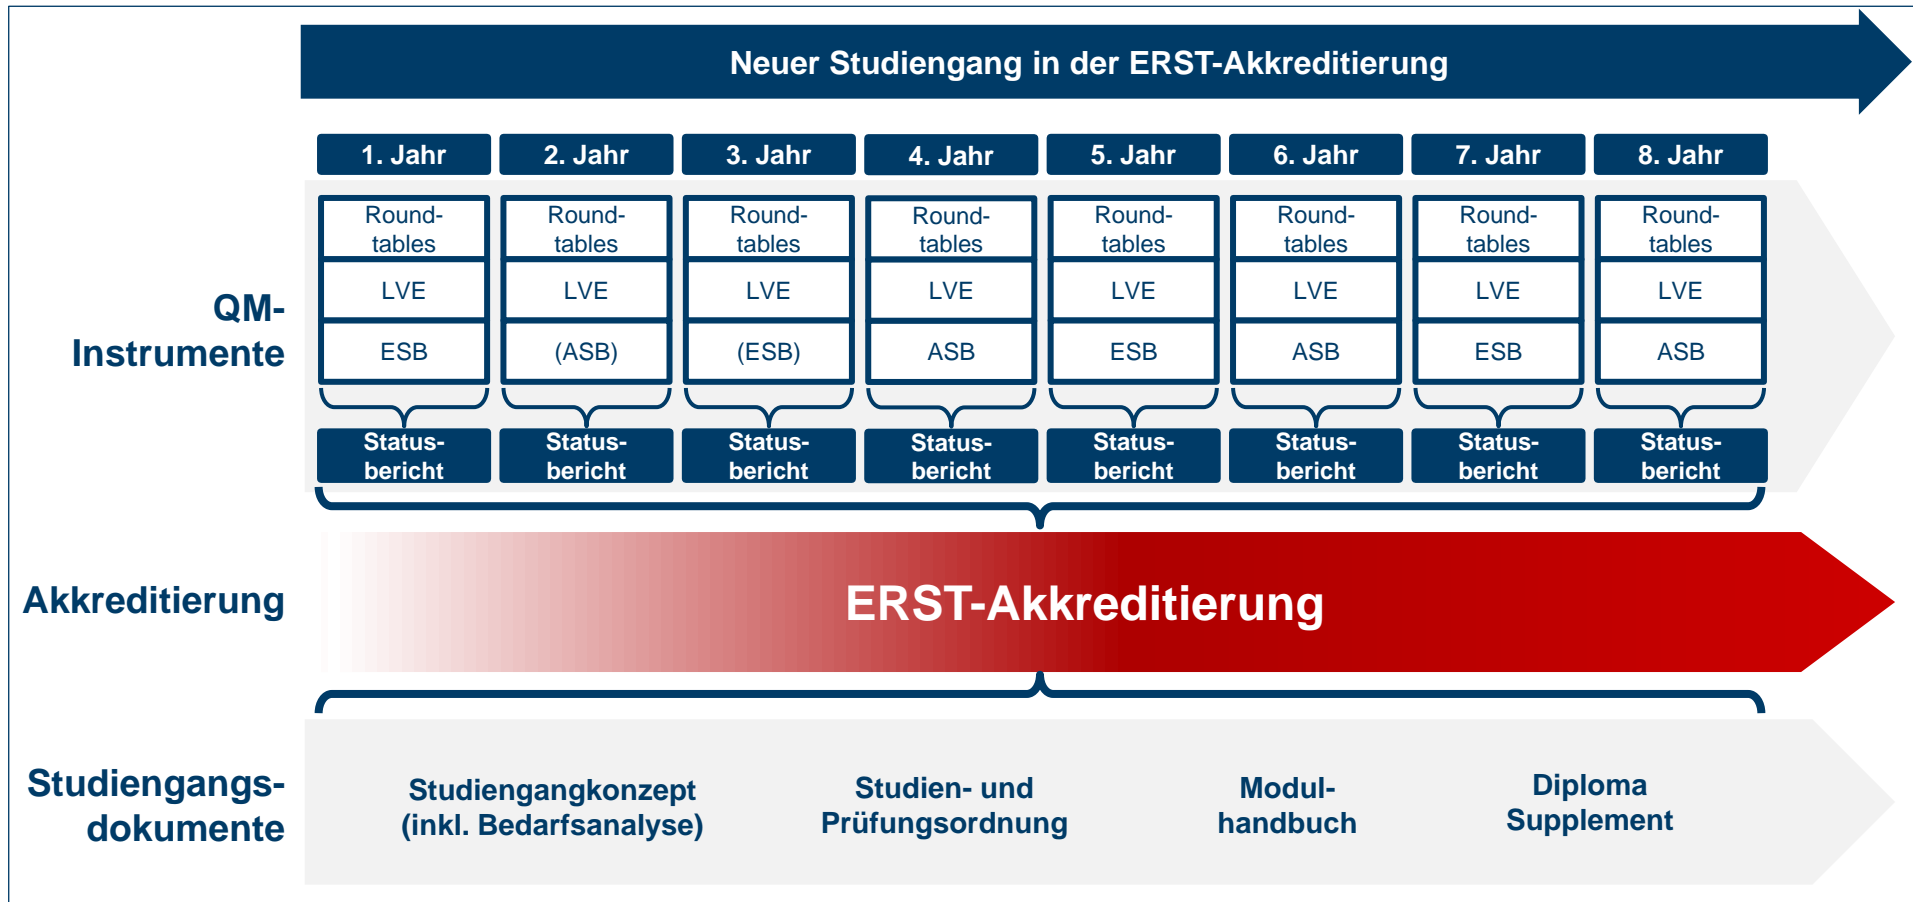 Neuer Studiengang in der ERST-Akkreditierung
1. Jahr
2. Jahr
3. Jahr
4. Jahr
5. Jahr
6. Jahr
7. Jahr
8. Jahr
QM-
Instrumente
Round-
tables
LVE
ESB
Round-
tables
LVE
(ASB)
Round-
tables
LVE
(ESB)
Round-
tables
LVE
ASB
Round-
tables
LVE
ESB
Round-
tables
LVE
ASB
Round-
tables
LVE
ESB
Round-
tables
LVE
ASB
Status-
bericht
Status-
bericht
Status-
bericht
Status-
bericht
Status-
bericht
Status-
bericht
Status-
bericht
Status-
bericht
Akkreditierung
ERST-Akkreditierung
Studiengangs-
dokumente
Studiengangkonzept
(inkl. Bedarfsanalyse)
Studien- und
Prüfungsordnung
Modul-
handbuch
Diploma
Supplement